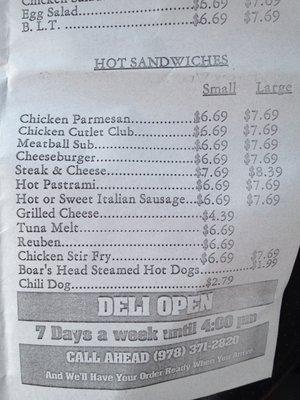 Chicken Salad $6.69 $7.69
Egg Salad $6.69 $7.69
B. L. T. $6.69
HOT SANDWICHES
Small Large
Chicken Parmesan $6.69 $7.69
Chicken Cutlet Club $6.69 $7.69
Meatball Sub $6.69 $7.69
Cheeseburger $6.69 $7.69
Steak & Cheese $7.69 $8.39
Hot Pastrami $6.69 $7.69
Hot or Sweet Italian Sausage $6.69 $7.69
Grilled Cheese $4.39
Tuna Melt $6.69
Reuben $6.69
Chicken Stir Fry $6.69 $7.69
Boar's Head Steamed Hot Dogs $1.99
Chili Dog $2.79
DELI OPEN
7 Days a week until 4:00 pm
CALL AHEAD (978) 371-2820
And We'll Have Your Order Ready When You Arrive